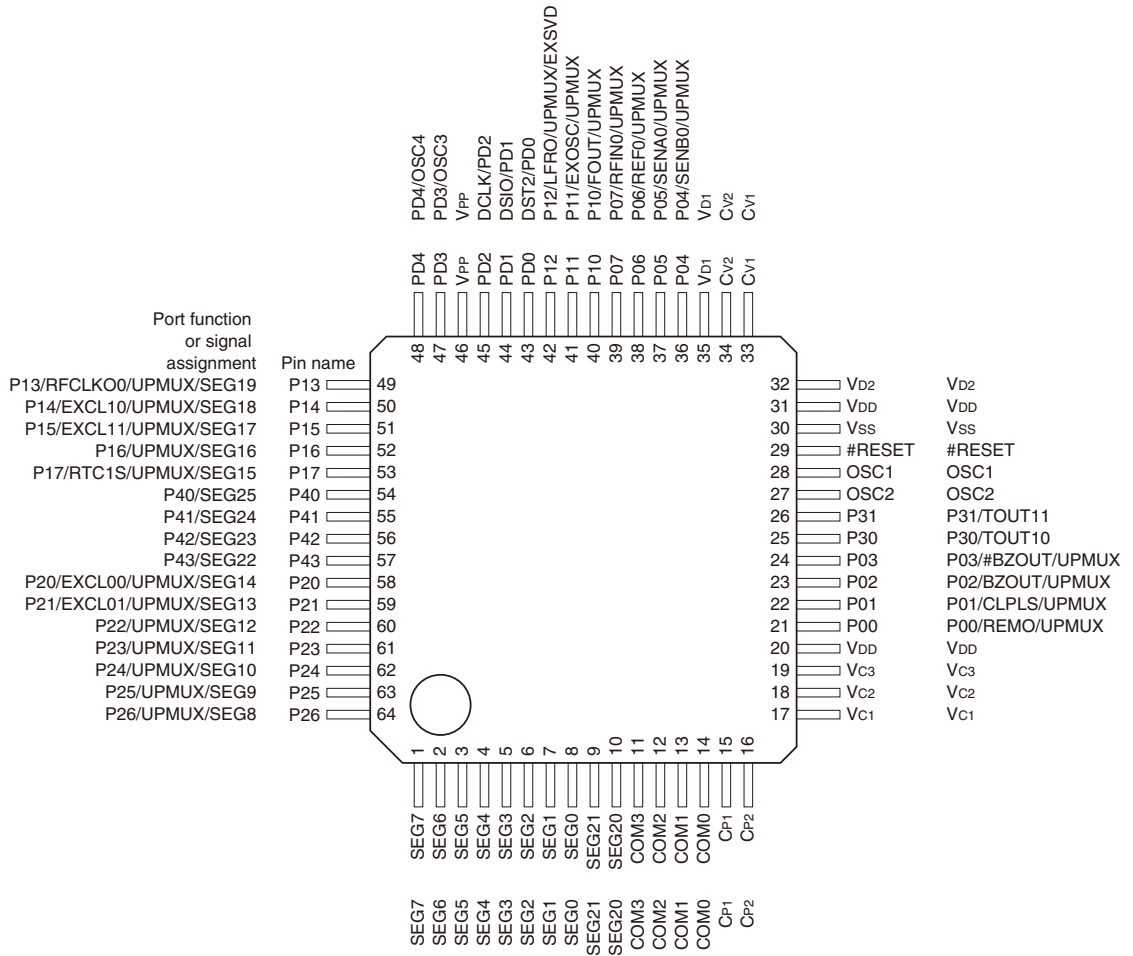 PD4/OSC4
PD3/OSC3
VPP
DCLK/PD2
DSIO/PD1
DST2/PD0
P12/LFRO/UPMUX/EXSVD
P11/EXOSC/UPMUX
P10/FOUT/UPMUX
P07/RFIN0/UPMUX
P06/REF0/UPMUX
P05/SENA0/UPMUX
P04/SENB0/UPMUX
VD1
CV2
CV1
PD4
PD3
VPP
PD2
PD1
PD0
P12
P11
P10
P07
P06
P05
P04
VD1
CV2
CV1
48
47
46
45
44
43
42
41
40
39
38
37
36
35
34
33
Port function
or signal
assignment
Pin name
P13/RFCLKO0/UPMUX/SEG19 P13 49
P14/EXCL10/UPMUX/SEG18 P14 50
P15/EXCL11/UPMUX/SEG17 P15 51
P16/UPMUX/SEG16 P16 52
P17/RTC1S/UPMUX/SEG15 P17 53
P40/SEG25 P40 54
P41/SEG24 P41 55
P42/SEG23 P42 56
P43/SEG22 P43 57
P20/EXCL00/UPMUX/SEG14 P20 58
P21/EXCL01/UPMUX/SEG13 P21 59
P22/UPMUX/SEG12 P22 60
P23/UPMUX/SEG11 P23 61
P24/UPMUX/SEG10 P24 62
P25/UPMUX/SEG9 P25 63
P26/UPMUX/SEG8 P26 64
32 VD2 VD2
31 VDD VDD
30 VSS VSS
29 #RESET #RESET
28 OSC1 OSC1
27 OSC2 OSC2
26 P31 P31/TOUT11
25 P30 P30/TOUT10
24 P03 P03/#BZOUT/UPMUX
23 P02 P02/BZOUT/UPMUX
22 P01 P01/CLPLS/UPMUX
21 P00 P00/REMO/UPMUX
20 VDD VDD
19 VC3 VC3
18 VC2 VC2
17 VC1 VC1
1
2
3
4
5
6
7
8
9
10
11
12
13
14
15
16
SEG7
SEG6
SEG5
SEG4
SEG3
SEG2
SEG1
SEG0
SEG21
SEG20
COM3
COM2
COM1
COM0
CP1
CP2
SEG7
SEG6
SEG5
SEG4
SEG3
SEG2
SEG1
SEG0
SEG21
SEG20
COM3
COM2
COM1
COM0
CP1
CP2